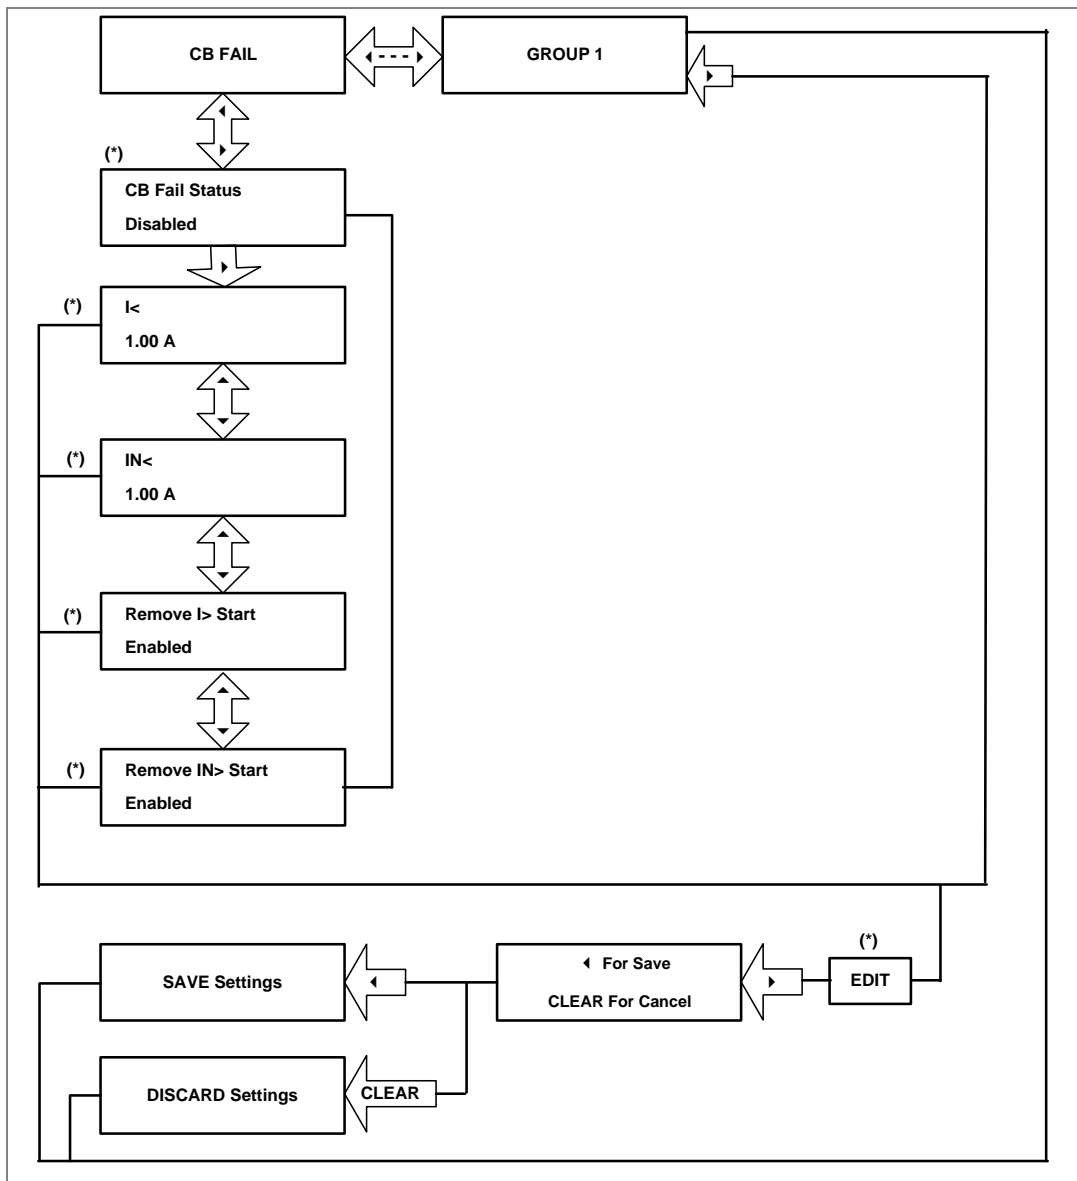 CB FAIL
GROUP 1
(*)
CB Fail Status
Disabled
(*)
I<
1.00 A
(*)
IN<
1.00 A
(*)
Remove I> Start
Enabled
(*)
Remove IN> Start
Enabled
(*)
SAVE Settings
For Save
CLEAR For Cancel
EDIT
DISCARD Settings
CLEAR